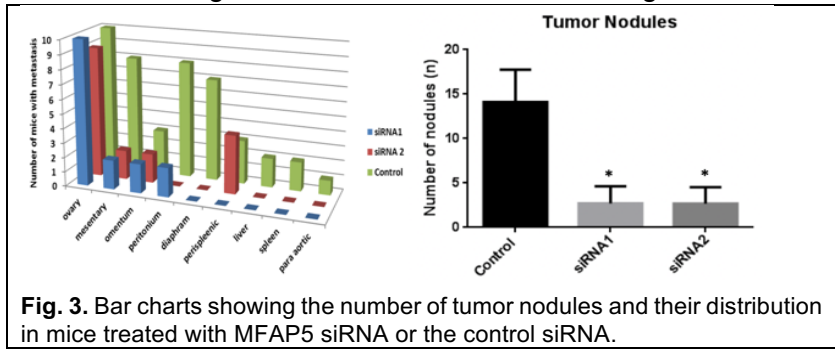 Number of mice with metastasis
10
9
8
7
6
5
4
3
2
1
0
ovary
mesentary
omentum
peritonium
diaphram
perisplenic
liver
spleen
para aortic
siRNA1
siRNA 2
Control
Tumor Nodules
Number of nodules (n)
20
15
10
5
0
*
*
Control
siRNA1
siRNA2
Fig. 3. Bar charts showing the number of tumor nodules and their distribution
in mice treated with MFAP5 siRNA or the control siRNA.